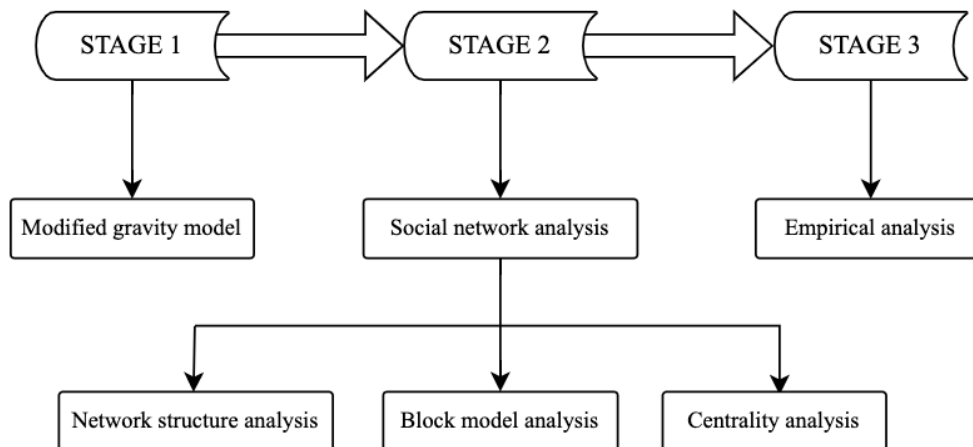 STAGE 1
STAGE 2
STAGE 3
Modified gravity model
Social network analysis
Empirical analysis
Network structure analysis
Block model analysis
Centrality analysis